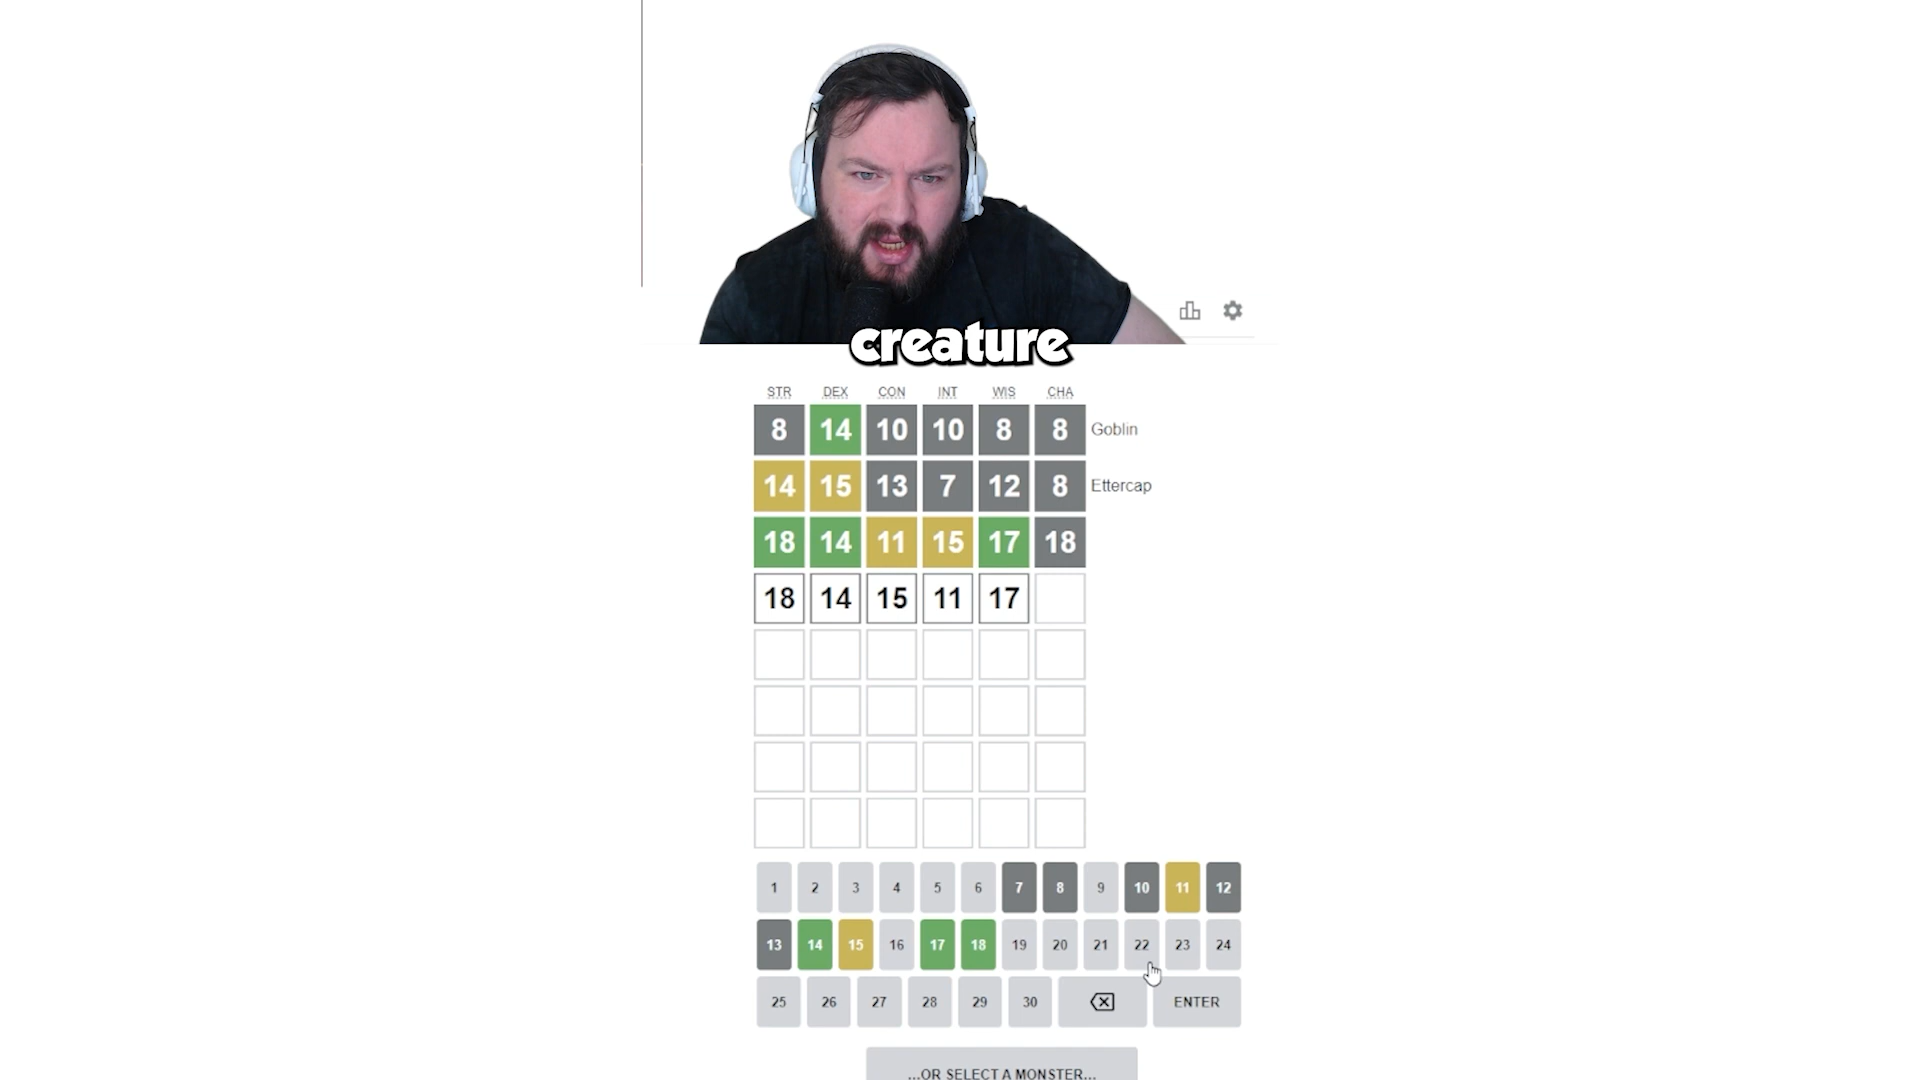 creature
STR DEX CON INT WIS CHA
8 14 10 10 8 8 Goblin
14 15 13 7 12 8 Ettercap
18 14 11 15 17 18
18 14 15 11 17
1 2 3 4 5 6 7 8 9 10 11 12
13 14 15 16 17 18 19 20 21 22 23 24
25 26 27 28 29 30 ENTER
...OR SELECT A MONSTER...